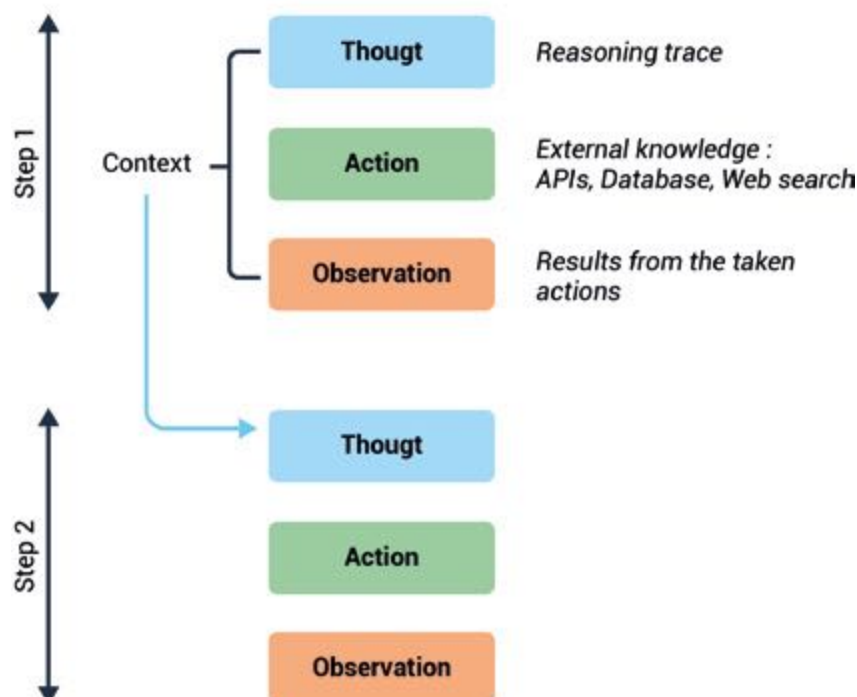 Step 1
Context
Thougt
Reasoning trace
Action
External knowledge :
APIs, Database, Web search
Observation
Results from the taken
actions
Step 2
Thougt
Action
Observation